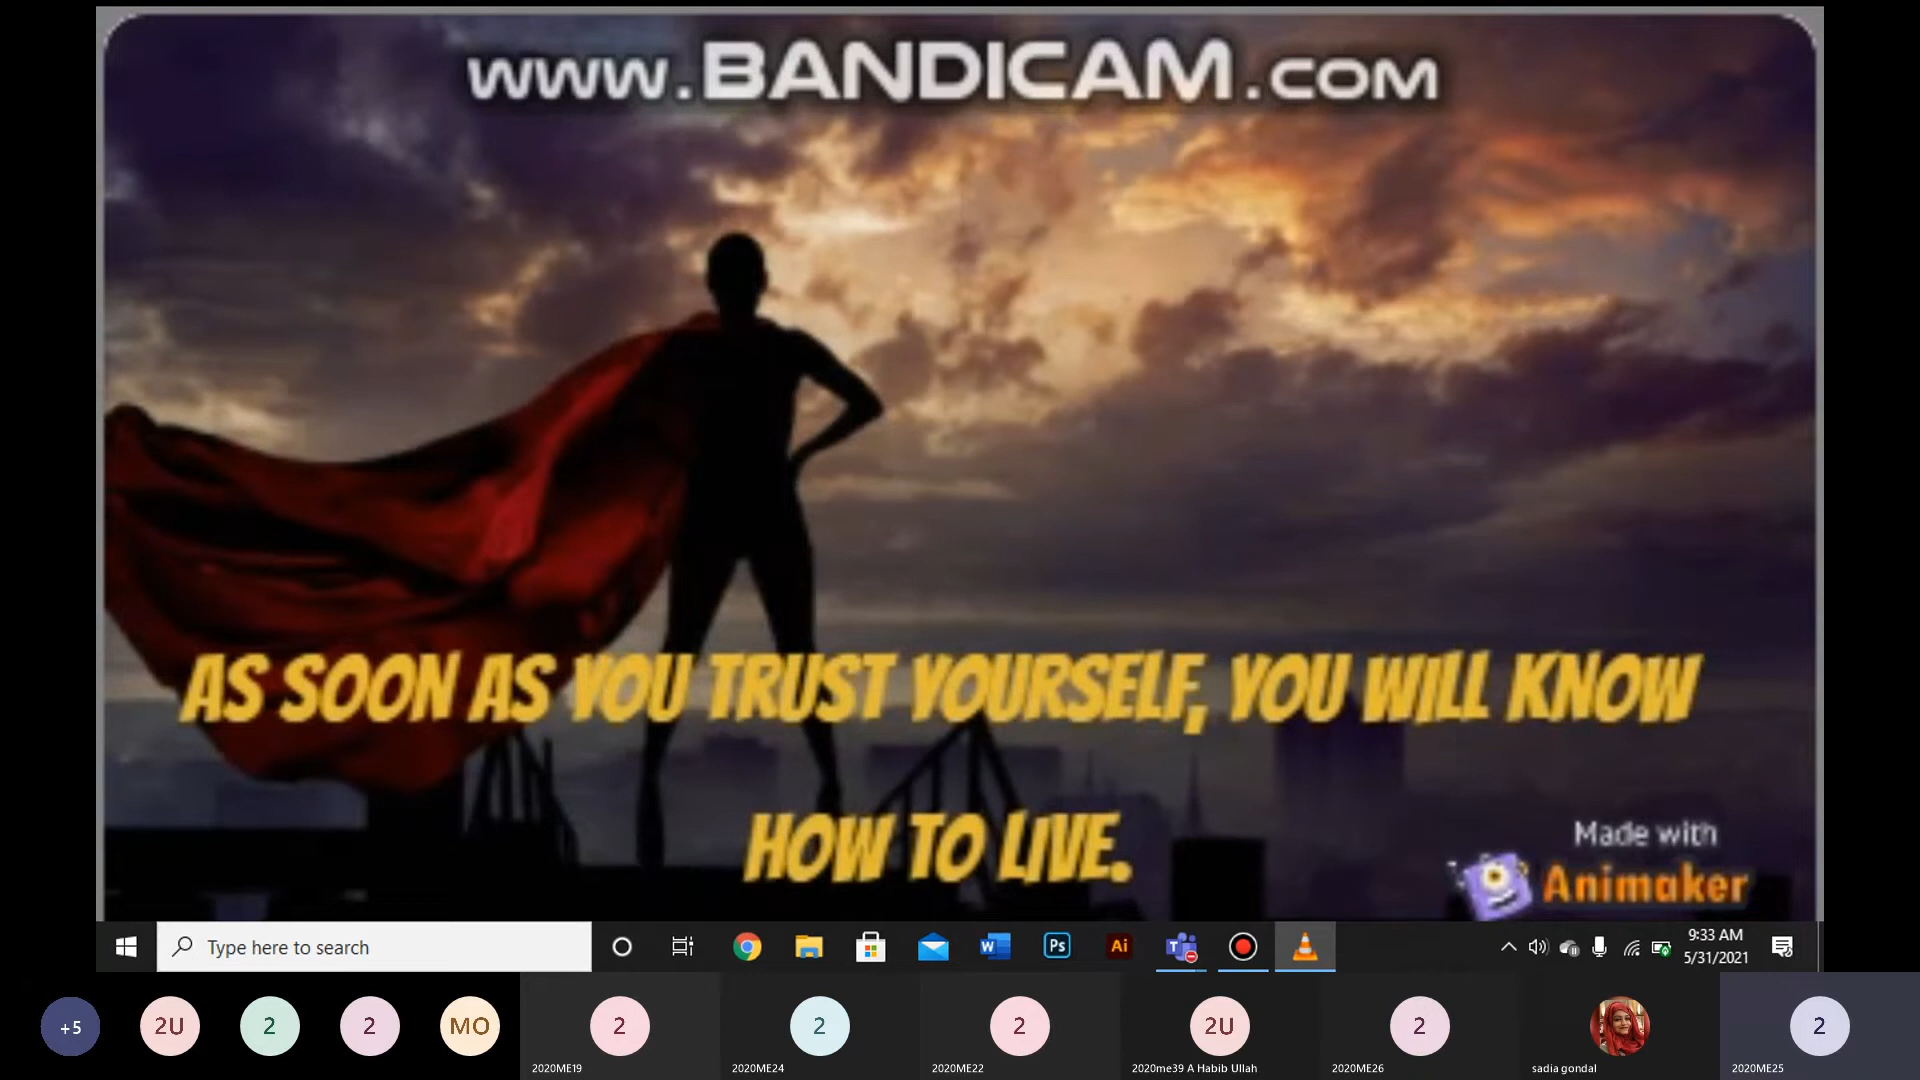 www.BANDICAM.COM
AS SOON AS YOU TRUST YOURSELF, YOU WILL KNOW
HOW TO LIVE.
Made with
Animaker
Type here to search
W
Ps
Ai
T
9:33 AM
5/31/2021
+5
2U
2
2
MO
2
2
2
2U
2
2
2020ME19
2020ME24
2020ME22
2020me39 A Habib Ullah
2020ME26
sadia gondal
2020ME25